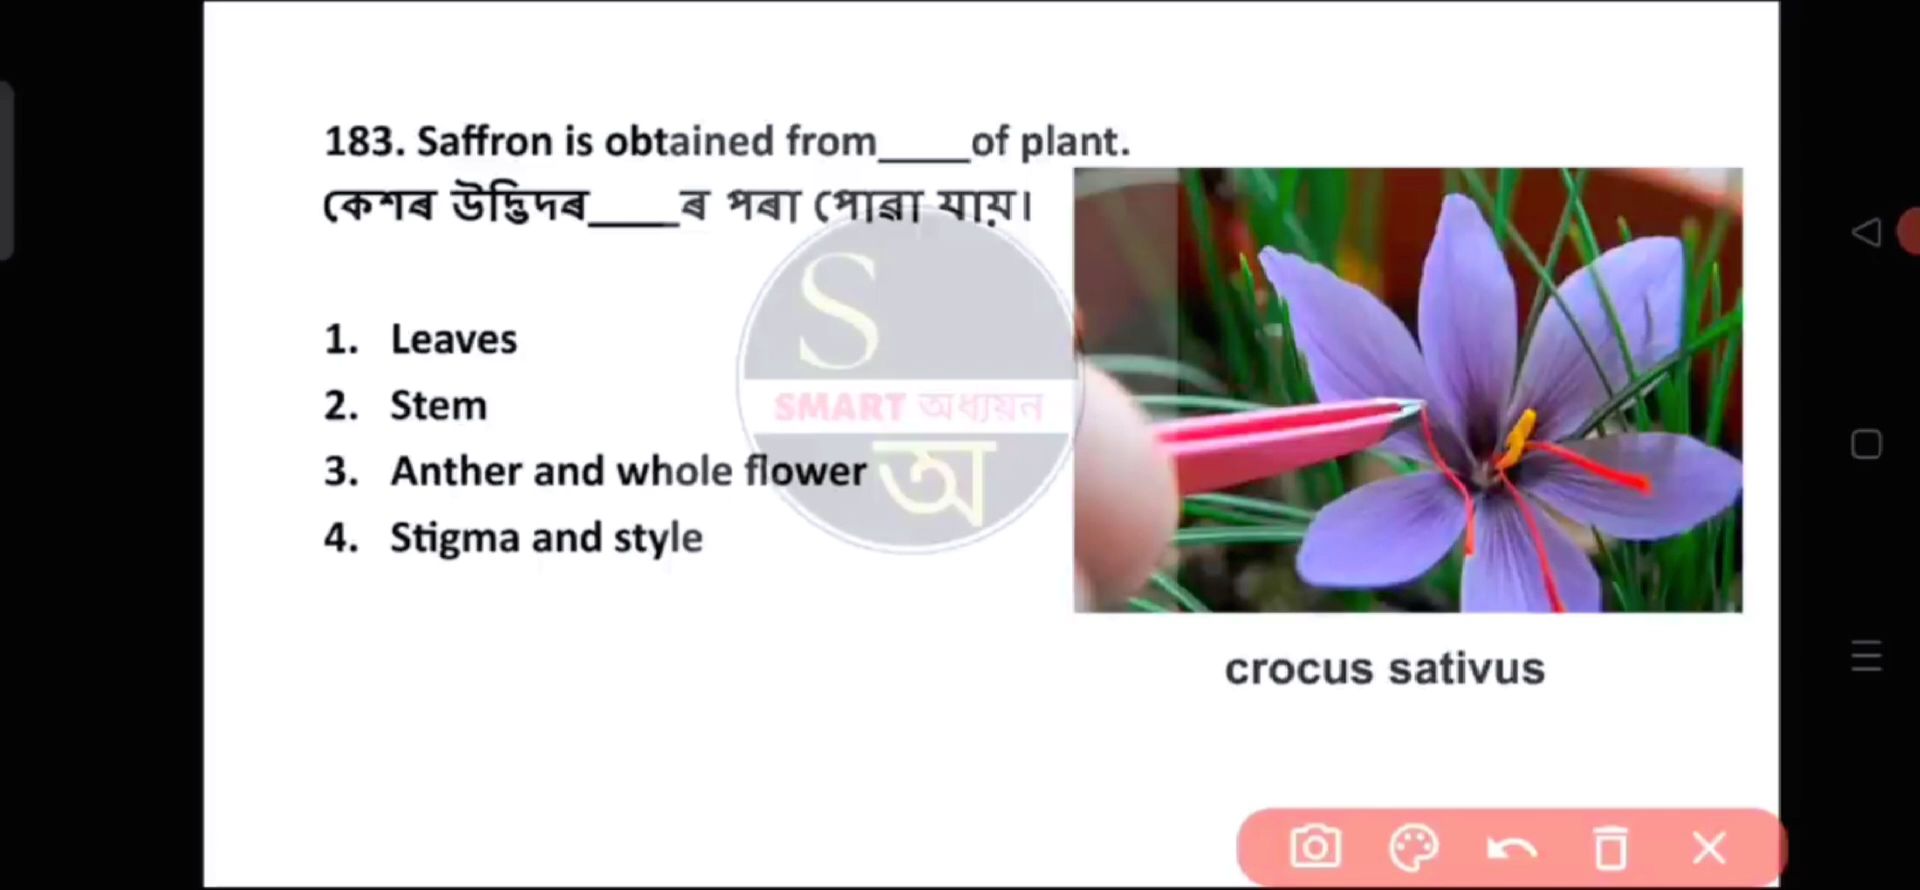 183. Saffron is obtained from____of plant.
কেশৰ উদ্ভিদৰ____ৰ পৰা পোৱা যায়।
1. Leaves
2. Stem
3. Anther and whole flower
4. Stigma and style
S
SMART অধ্যয়ন
অ
crocus sativus